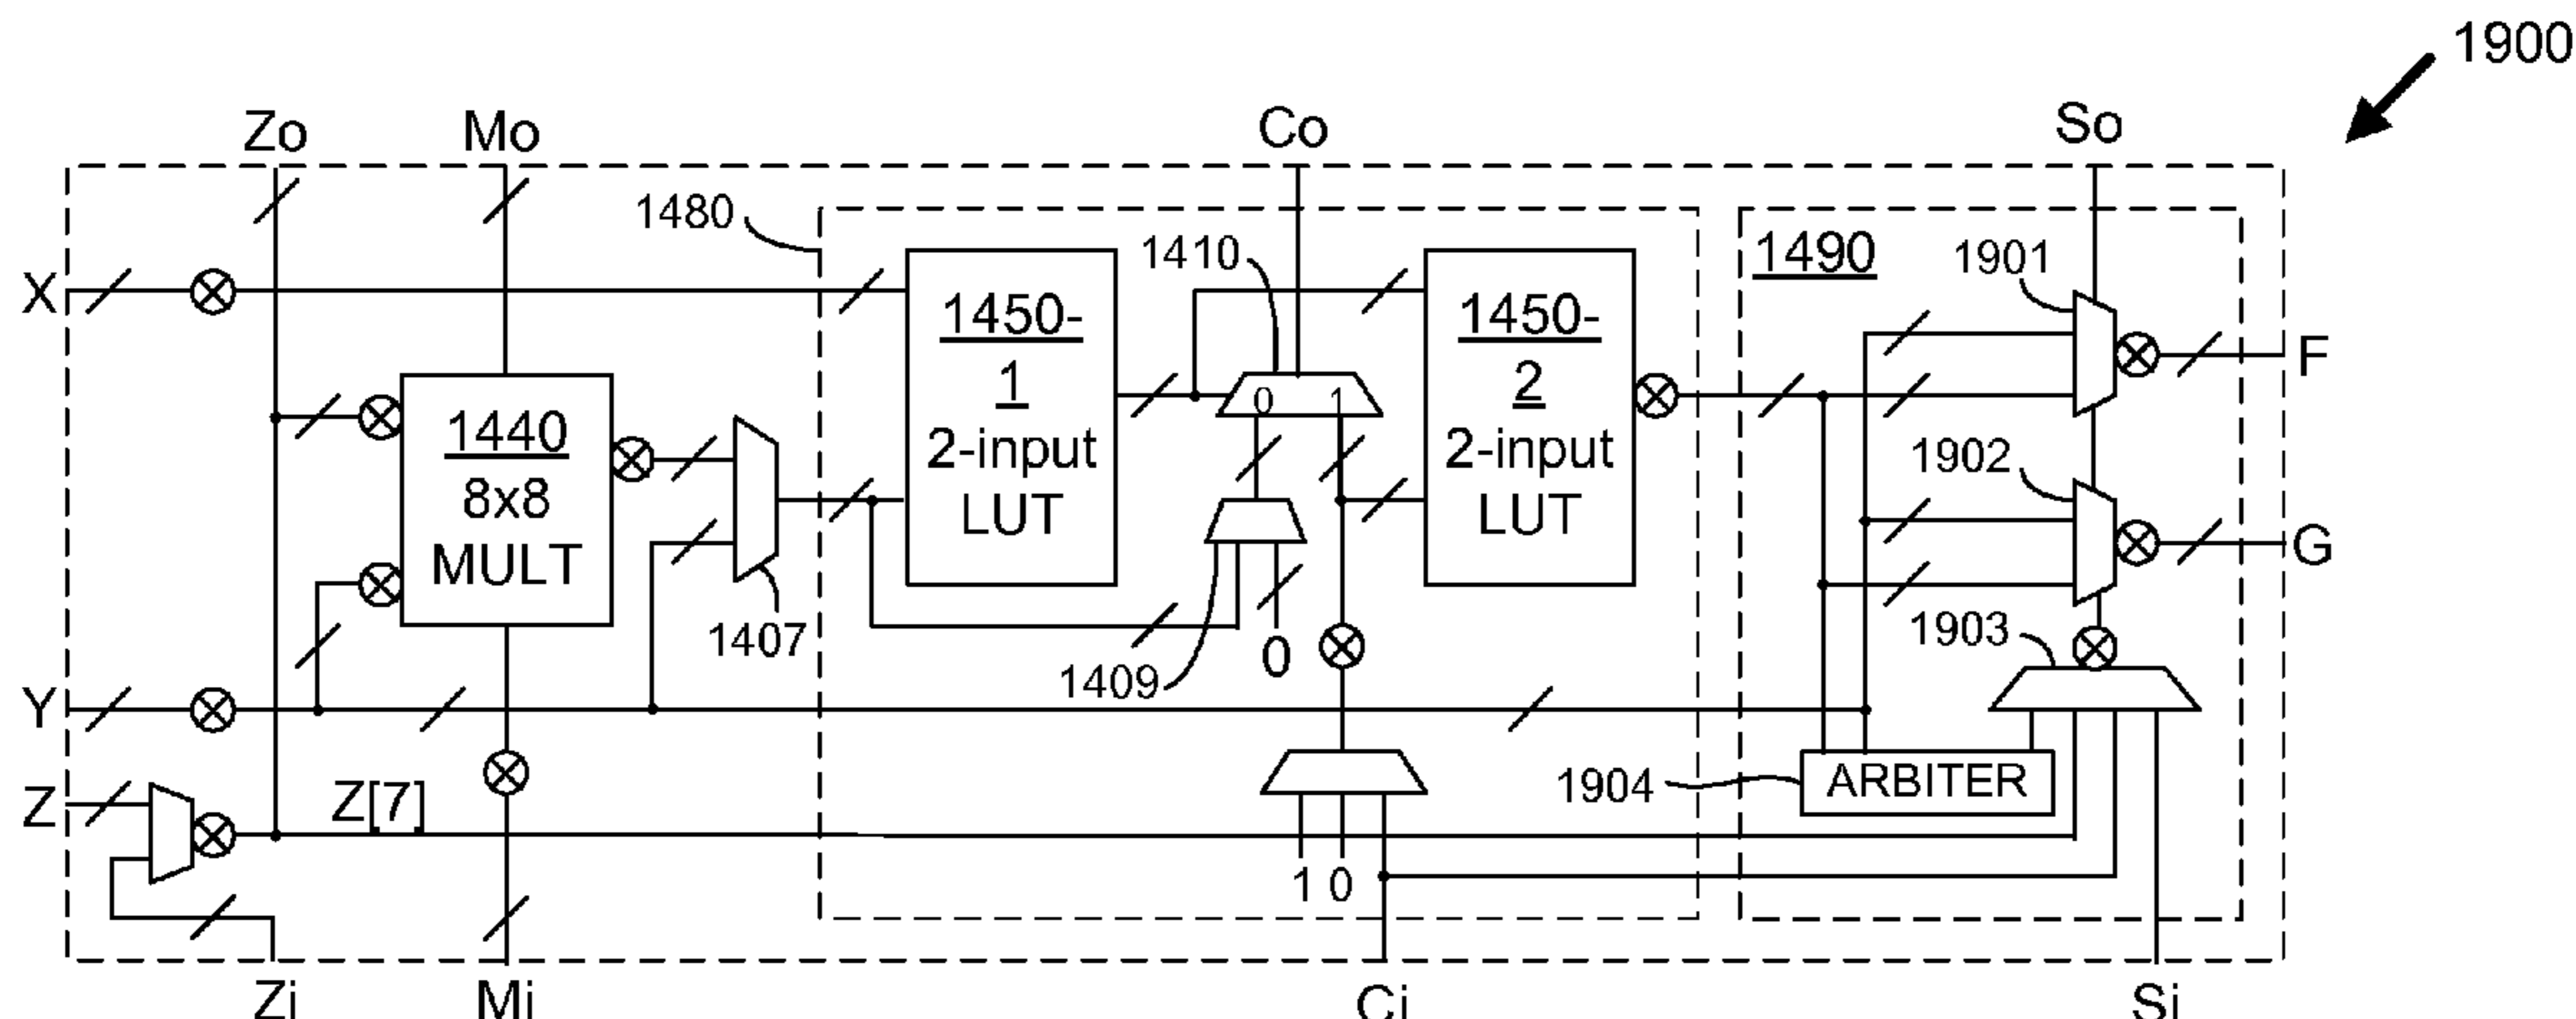 1900
Zo
Mo
Co
So
1480
1410
1490
1901
X
1450-
1
2-input
LUT
1450-
2
2-input
LUT
0
1
F
1440
8x8
MULT
1902
G
1407
1409
0
1903
Y
1904
ARBITER
Z
Z[7]
1 0
Zi
Mi
Ci
Si